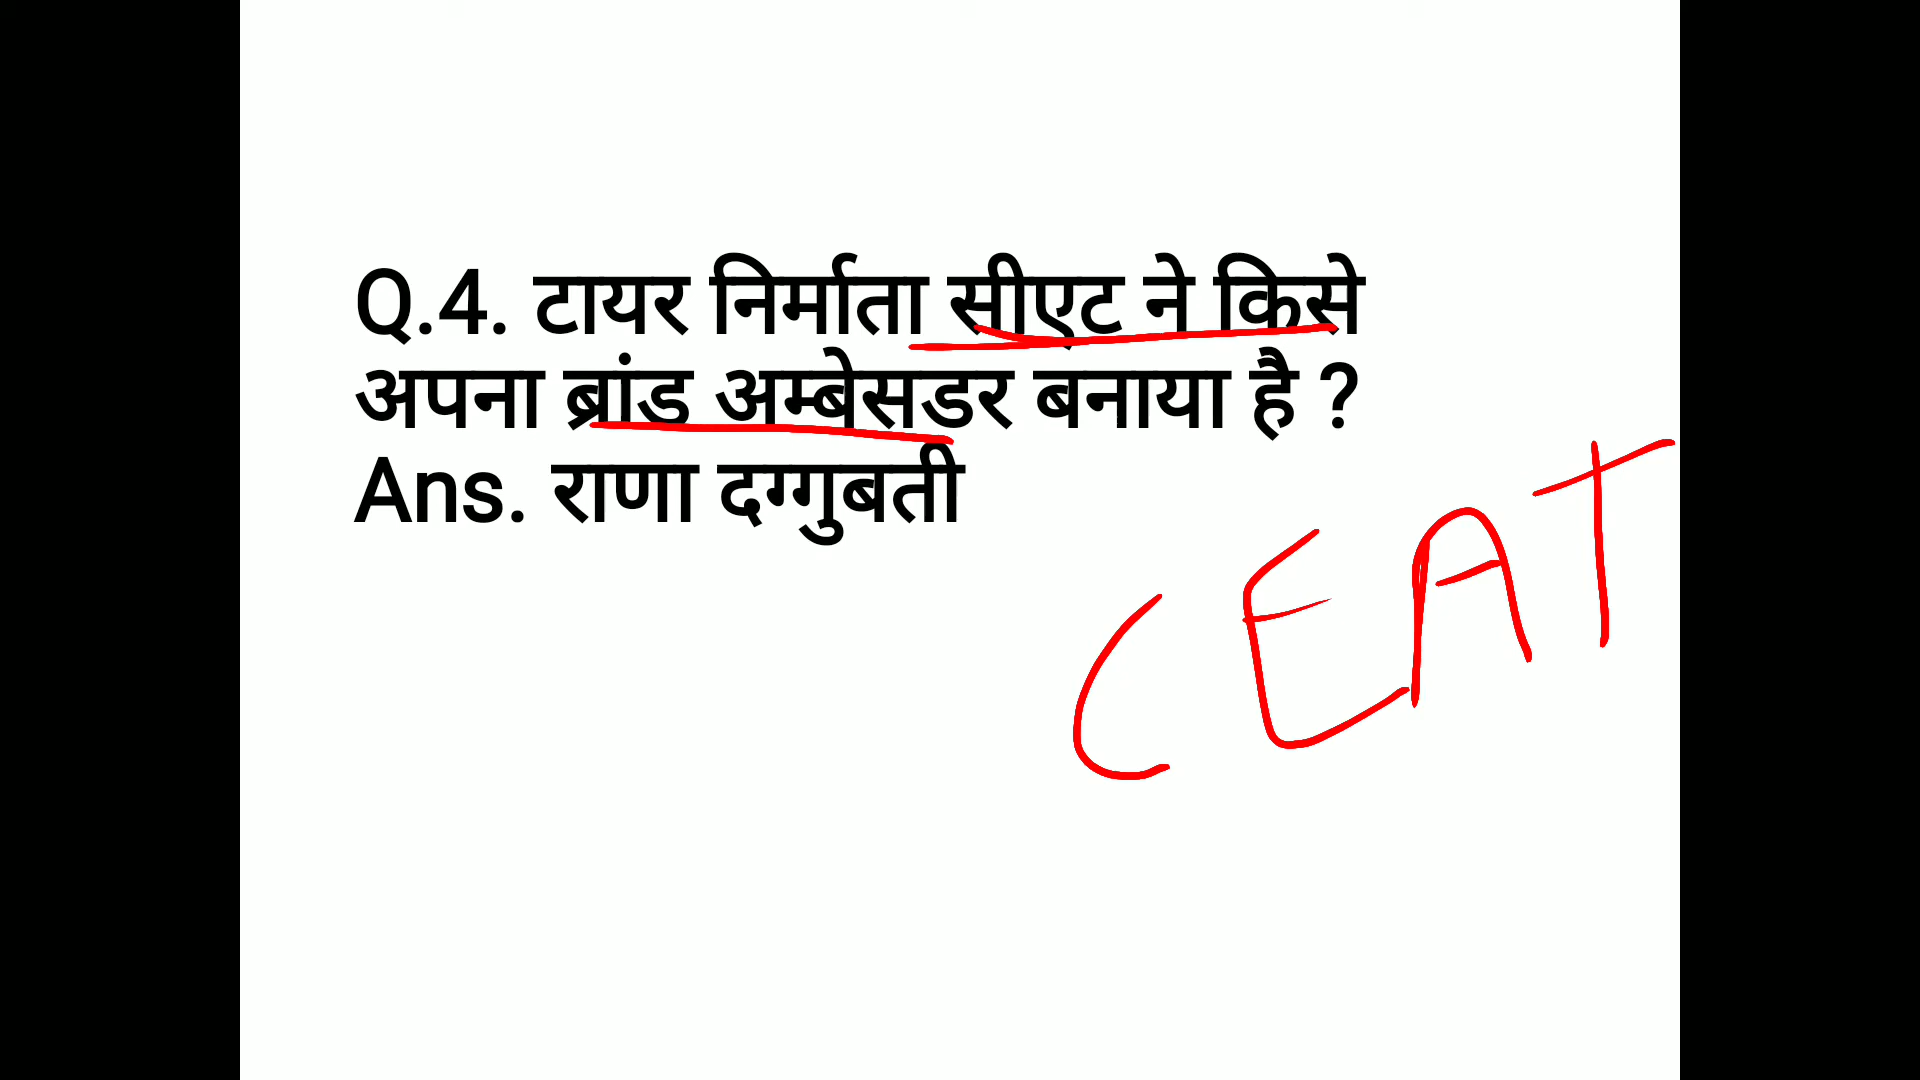 Q.4. टायर निर्माता सीएट ने किसे
अपना ब्रांड अम्बेसडर बनाया है ?
Ans. राणा दग्गुबती
CEAT